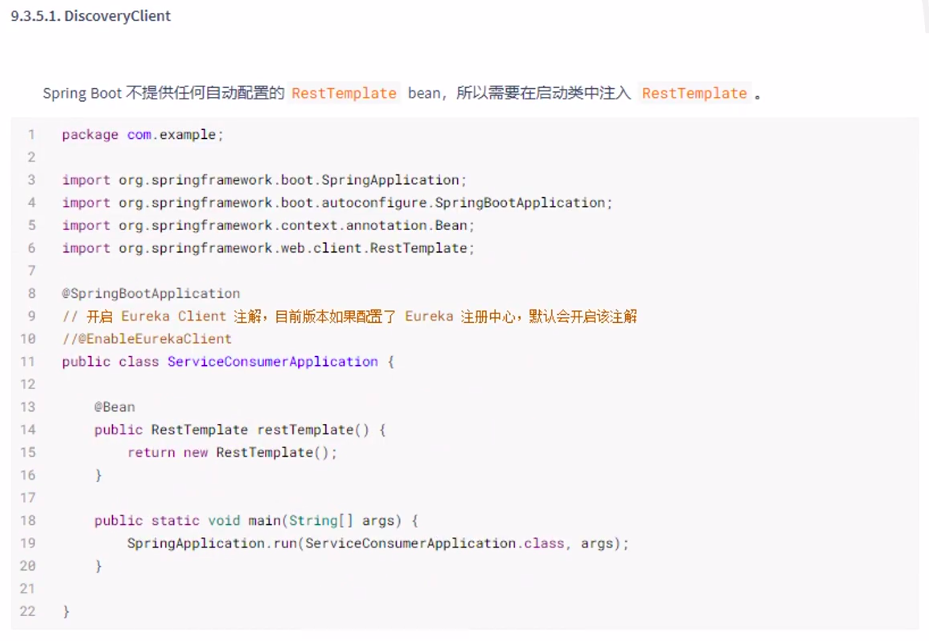 9.3.5.1. DiscoveryClient
Spring Boot 不提供任何自动配置的 RestTemplate bean，所以需要在启动类中注入 RestTemplate 。
1 package com.example;
2
3 import org.springframework.boot.SpringApplication;
4 import org.springframework.boot.autoconfigure.SpringBootApplication;
5 import org.springframework.context.annotation.Bean;
6 import org.springframework.web.client.RestTemplate;
7
8 @SpringBootApplication
9 // 开启 Eureka Client 注解，目前版本如果配置了 Eureka 注册中心，默认会开启该注解
10 //@EnableEurekaClient
11 public class ServiceConsumerApplication {
12
13     @Bean
14     public RestTemplate restTemplate() {
15         return new RestTemplate();
16     }
17
18     public static void main(String[] args) {
19         SpringApplication.run(ServiceConsumerApplication.class, args);
20     }
21
22 }